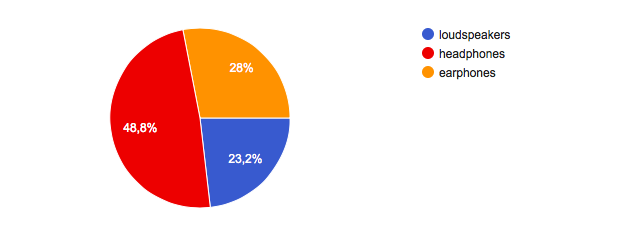 loudspeakers
headphones
earphones
28%
48,8%
23,2%